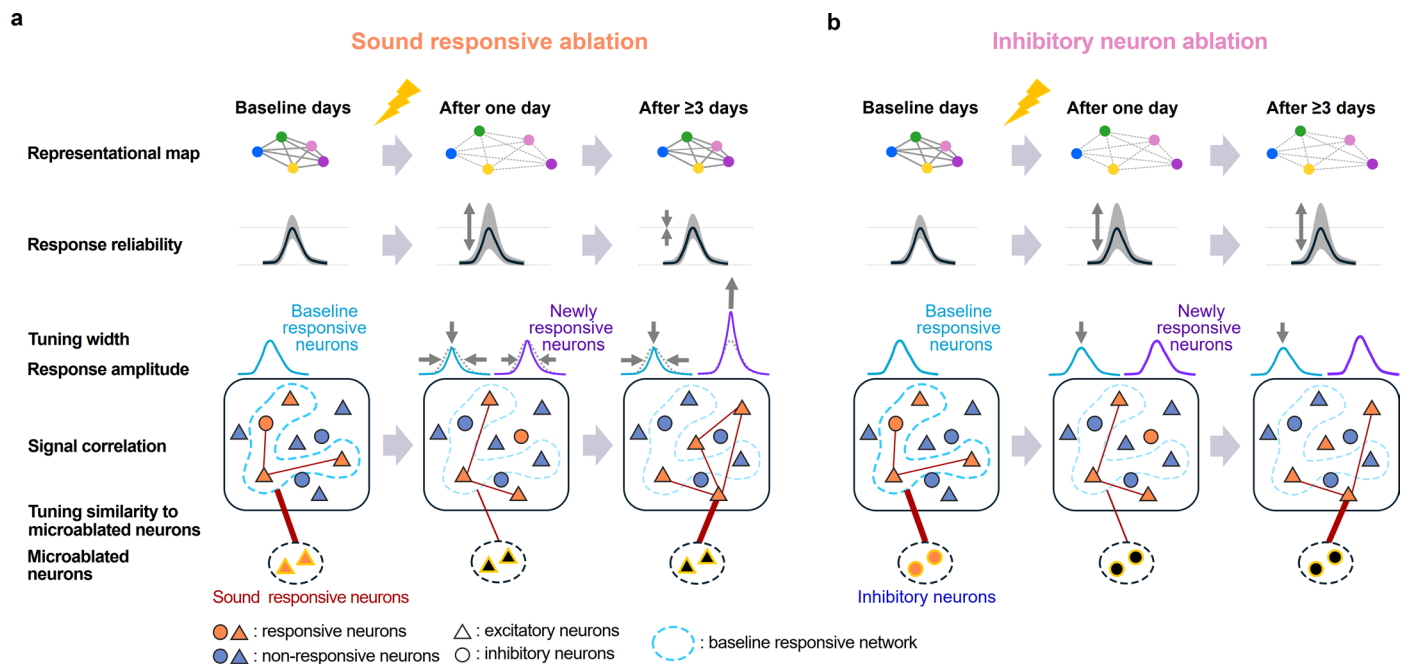 a
Sound responsive ablation
Baseline days
After one day
After ≥3 days
Representational map
Response reliability
Tuning width
Response amplitude
Baseline
responsive
neurons
Newly
responsive
neurons
Signal correlation
Tuning similarity to
microablated neurons
Microablated
neurons
Sound responsive neurons
b
Inhibitory neuron ablation
Baseline days
After one day
After ≥3 days
Baseline
responsive
neurons
Newly
responsive
neurons
Inhibitory neurons
: responsive neurons
: non-responsive neurons
: excitatory neurons
: inhibitory neurons
: baseline responsive network